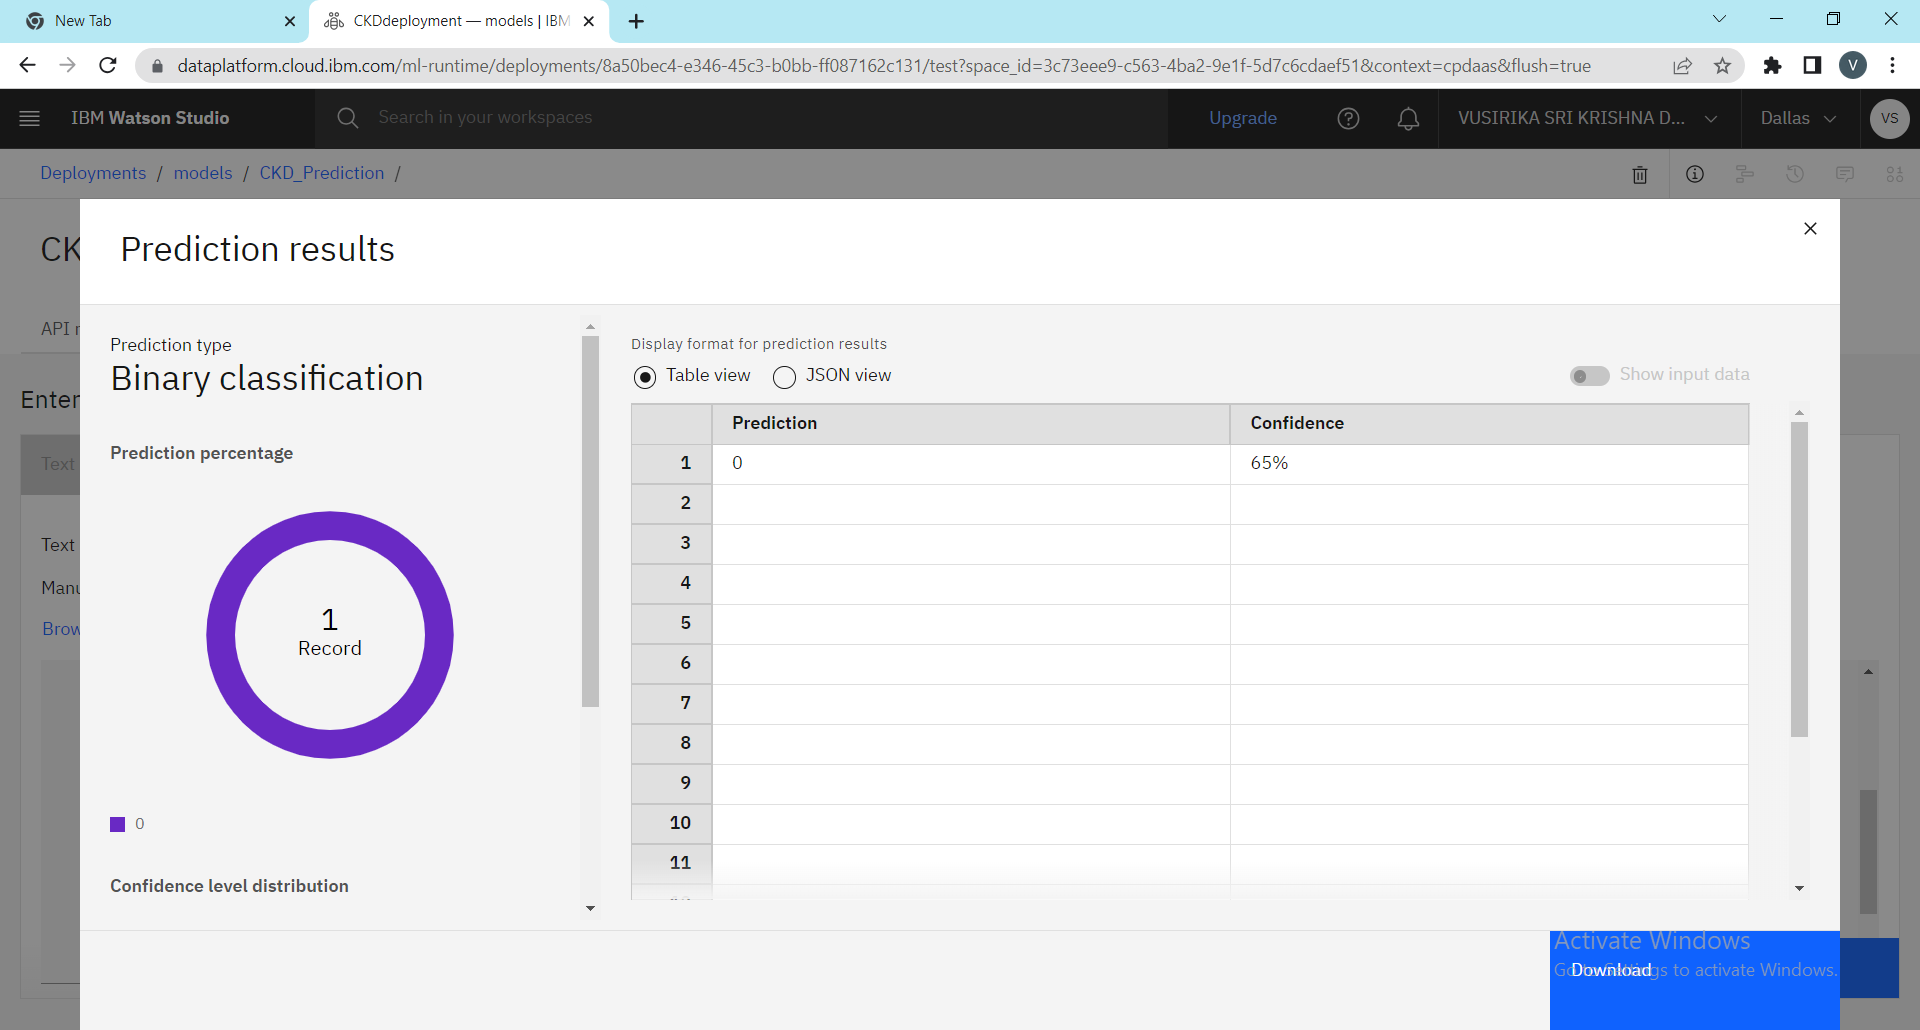 New Tab
CKDdeployment — models | IBM
dataplatform.cloud.ibm.com/ml-runtime/deployments/8a50bec4-e346-45c3-b0bb-ff087162c131/test?space_id=3c73eee9-c563-4ba2-9e1f-5d7c6cdaef51&context=cpdaas&flush=true
V
IBM Watson Studio
Search in your workspaces
Upgrade
VUSIRIKA SRI KRISHNA D...
Dallas
VS
Deployments / models / CKD_Prediction /
CK
Prediction results
API r
Enter
Text
Text
Manu
Brow
Prediction type
Binary classification
Prediction percentage
1
Record
0
Confidence level distribution
Display format for prediction results
Table view
JSON view
Show input data
Prediction Confidence
1 0 65%
2
3
4
5
6
7
8
9
10
11
Activate Windows
Go to Settings to activate Windows.
Download